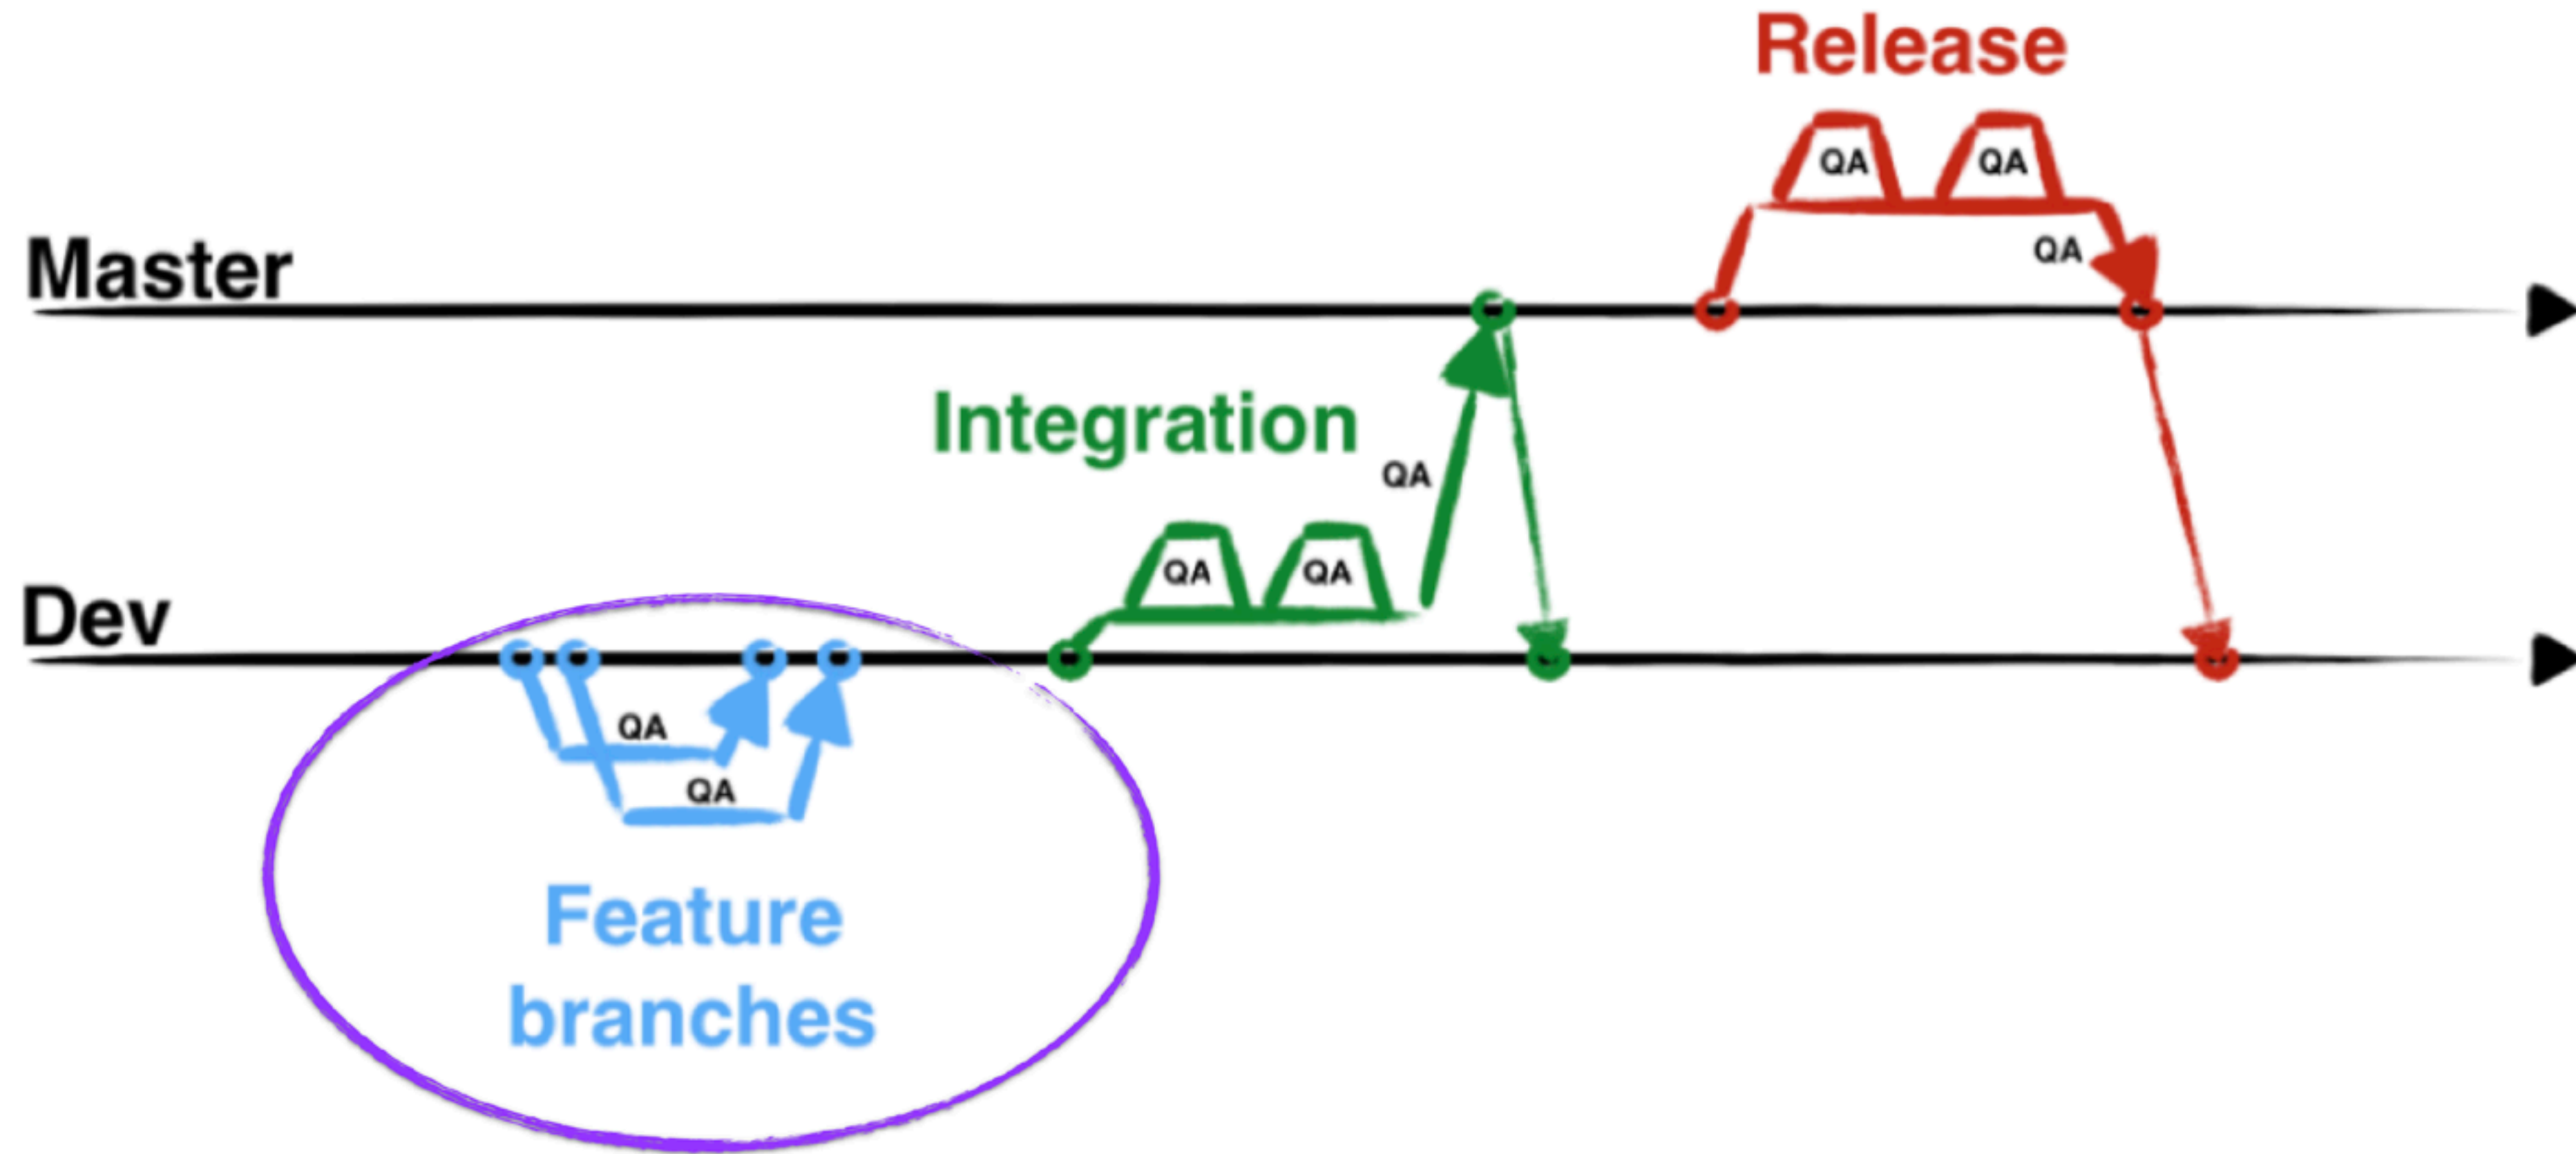 Release
QA QA
QA
Master
Integration
QA
QA QA
Dev
QA
QA
Feature
branches